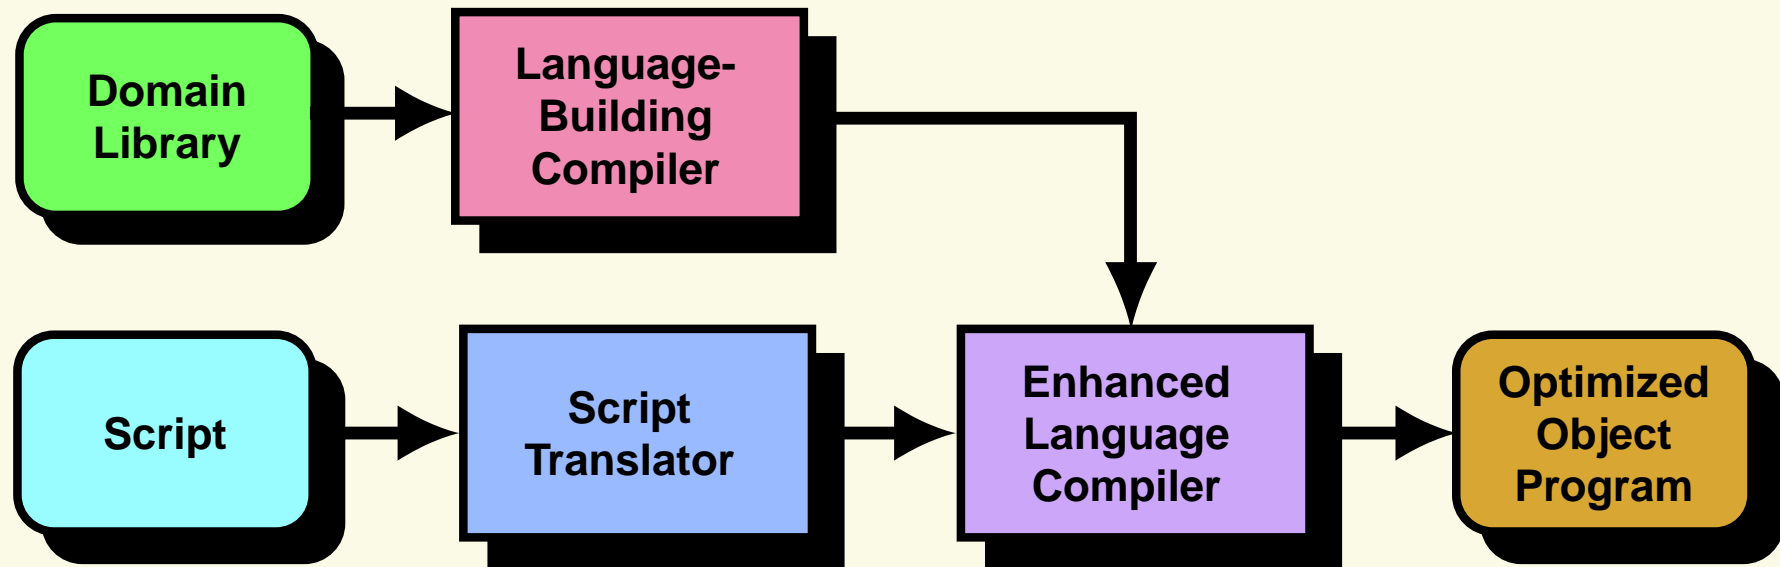 Domain
Library
Language-
Building
Compiler
Script
Script
Translator
Enhanced
Language
Compiler
Optimized
Object
Program